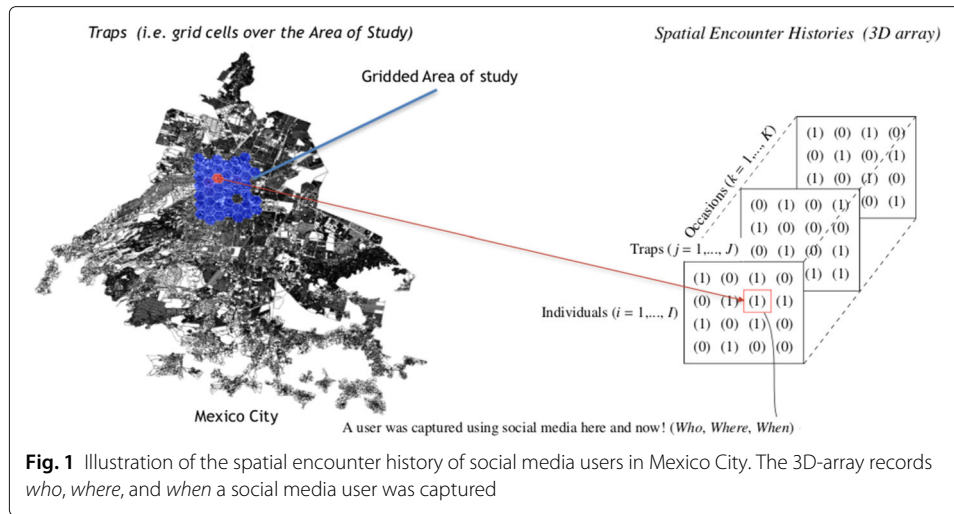 Traps (i.e. grid cells over the Area of Study)
Spatial Encounter Histories (3D array)
Gridded Area of study
Occasions (k = 1,..., K)
(1) (0) (1) (0)
(0) (1) (0) (1)
(1) (0) (1) (0)
(0) (1)
(0) (1) (0) (1)
(1) (0) (0) (0)
Traps (j = 1,..., J) (0) (1) (0) (1)
(1) (1)
(1) (0) (1) (0)
(0) (1) (1) (1)
Individuals (i = 1,..., I)
(1) (0) (1) (0)
(0) (1) (0) (0)
Mexico City
A user was captured using social media here and now! (Who, Where, When)
Fig. 1 Illustration of the spatial encounter history of social media users in Mexico City. The 3D-array records
who, where, and when a social media user was captured